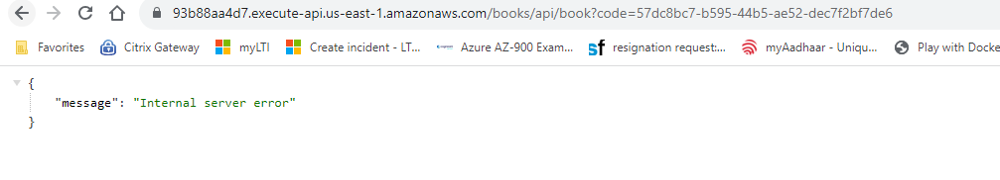 93b88aa4d7.execute-api.us-east-1.amazonaws.com/books/api/book?code=57dc8bc7-b595-44b5-ae52-dec7f2bf7de6
Favorites Citrix Gateway myLTI Create incident - LT... Azure AZ-900 Exam... resignation request:... myAadhaar - Uniqu... Play with Docke
{
"message": "Internal server error"
}